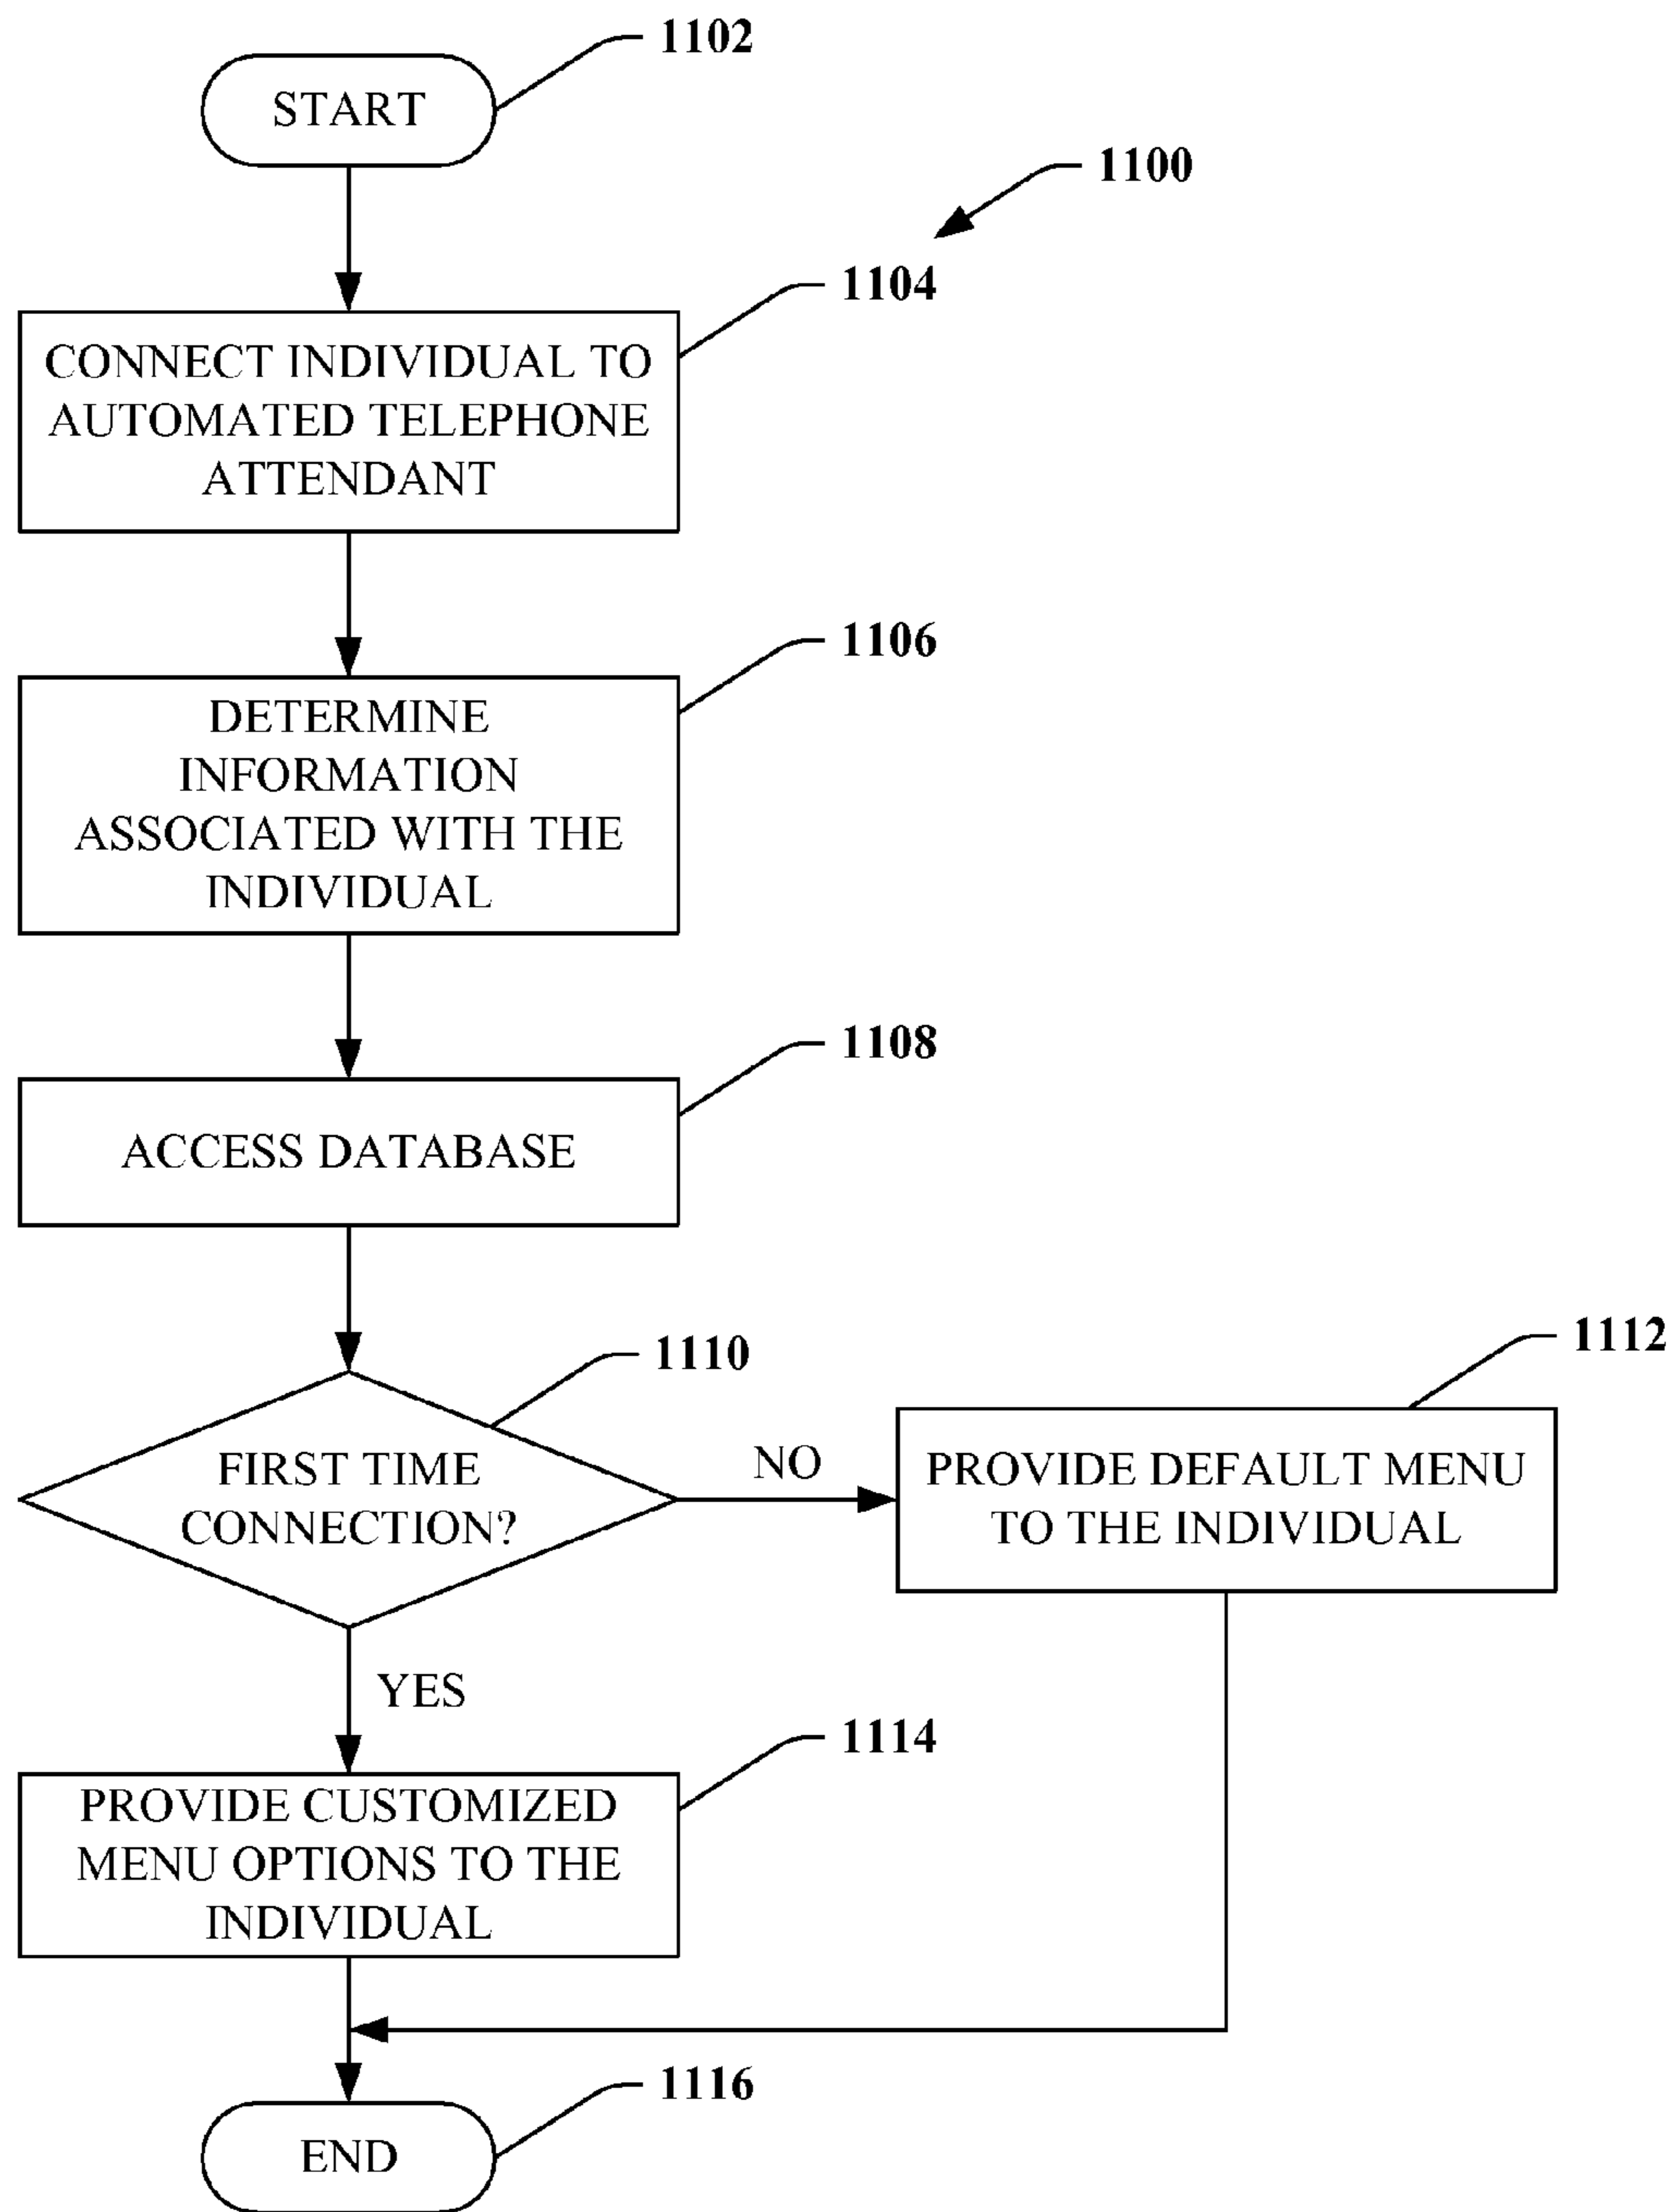 1102
START
1100
1104
CONNECT INDIVIDUAL TO
AUTOMATED TELEPHONE
ATTENDANT
1106
DETERMINE
INFORMATION
ASSOCIATED WITH THE
INDIVIDUAL
1108
ACCESS DATABASE
1110
FIRST TIME
CONNECTION?
NO
1112
PROVIDE DEFAULT MENU
TO THE INDIVIDUAL
YES
1114
PROVIDE CUSTOMIZED
MENU OPTIONS TO THE
INDIVIDUAL
1116
END